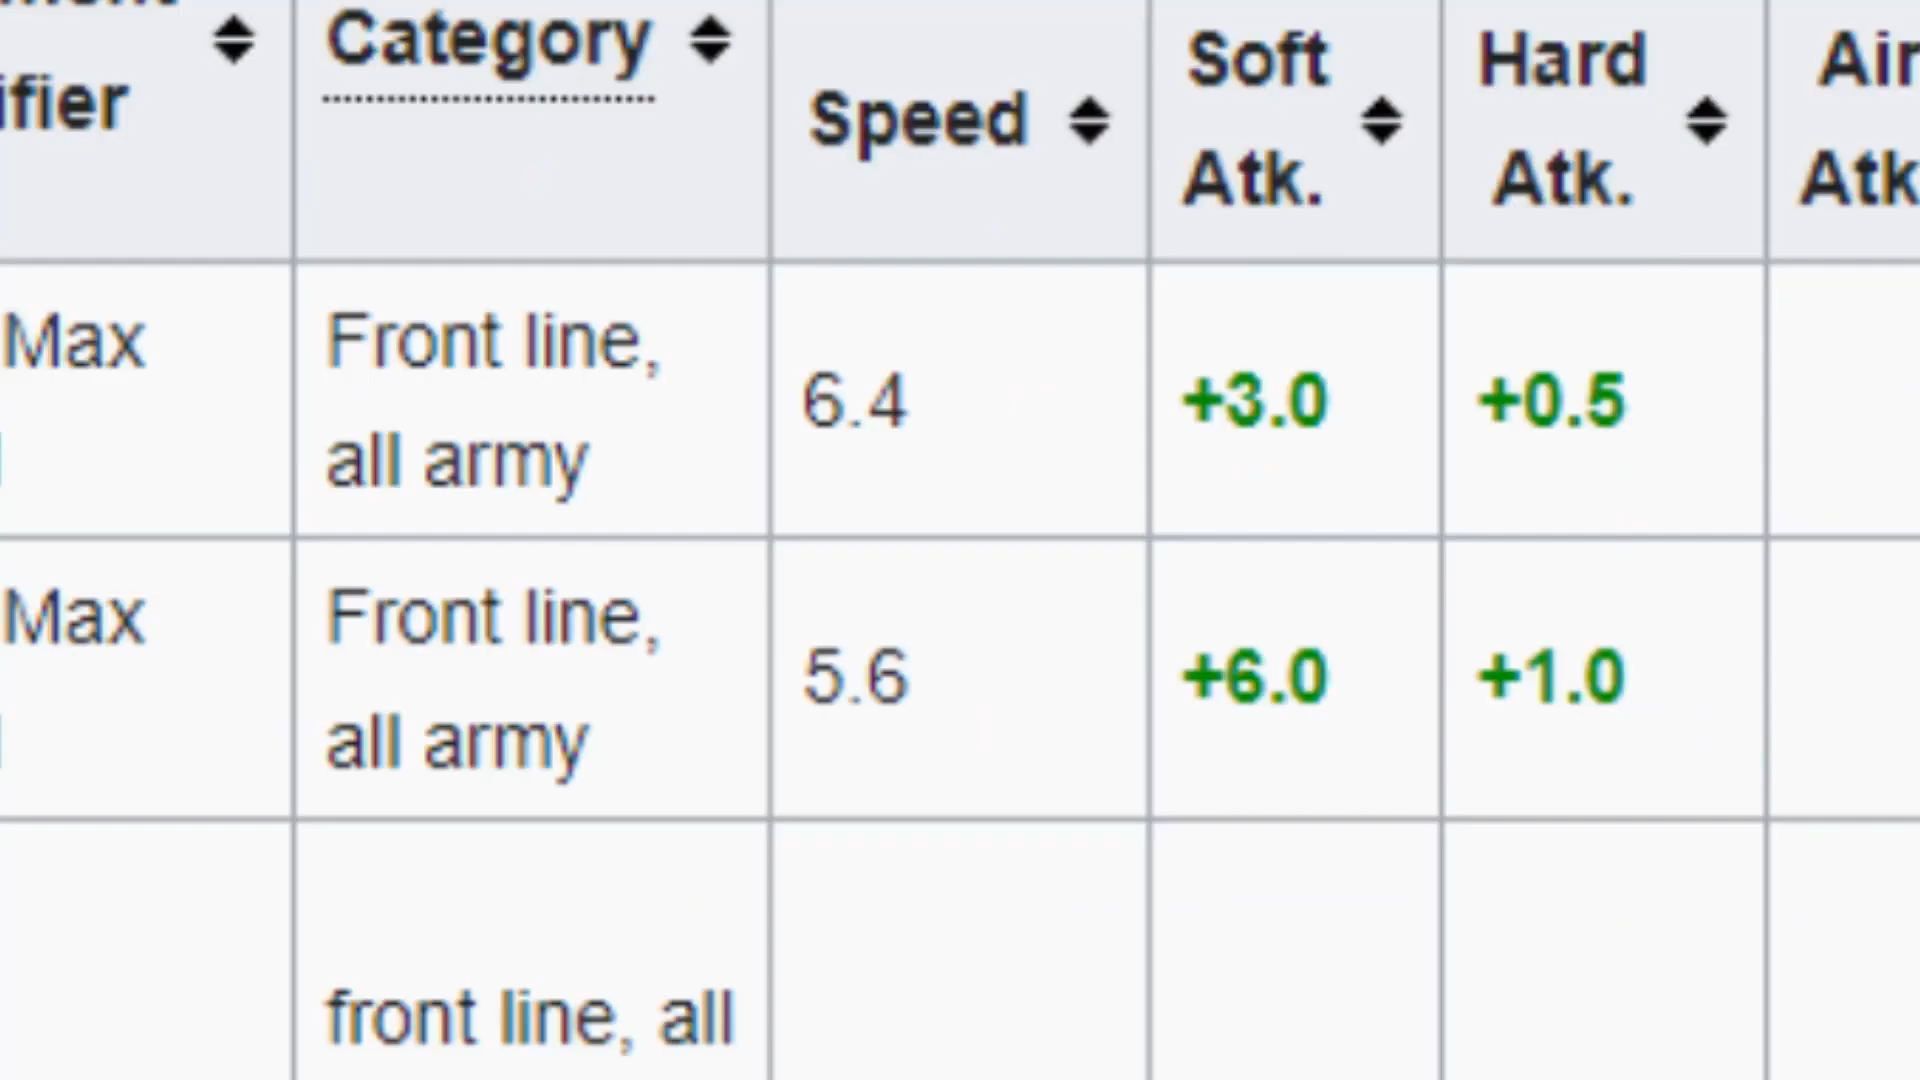 ifier
Category
Speed
Soft
Atk.
Hard
Atk.
Air
Atk
Max
Front line,
all army
6.4
+3.0
+0.5
Max
Front line,
all army
5.6
+6.0
+1.0
front line, all